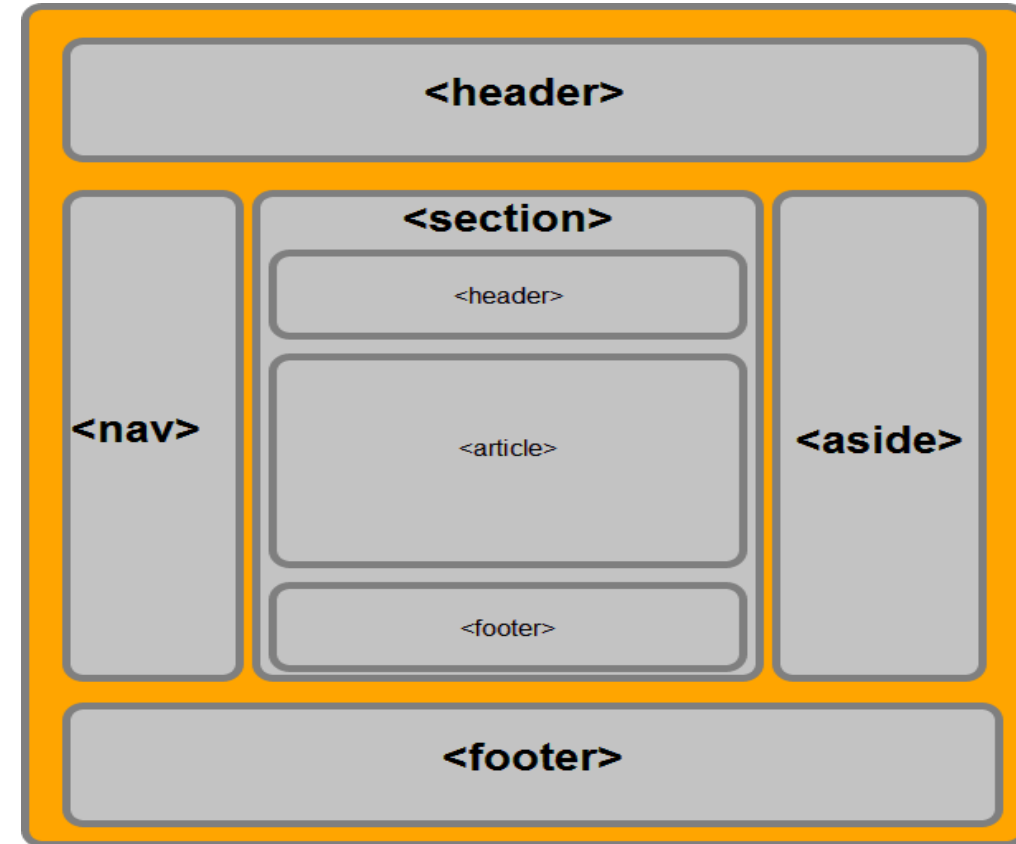 <header>
<section>
<header>
<nav>
<article>
<aside>
<footer>
<footer>